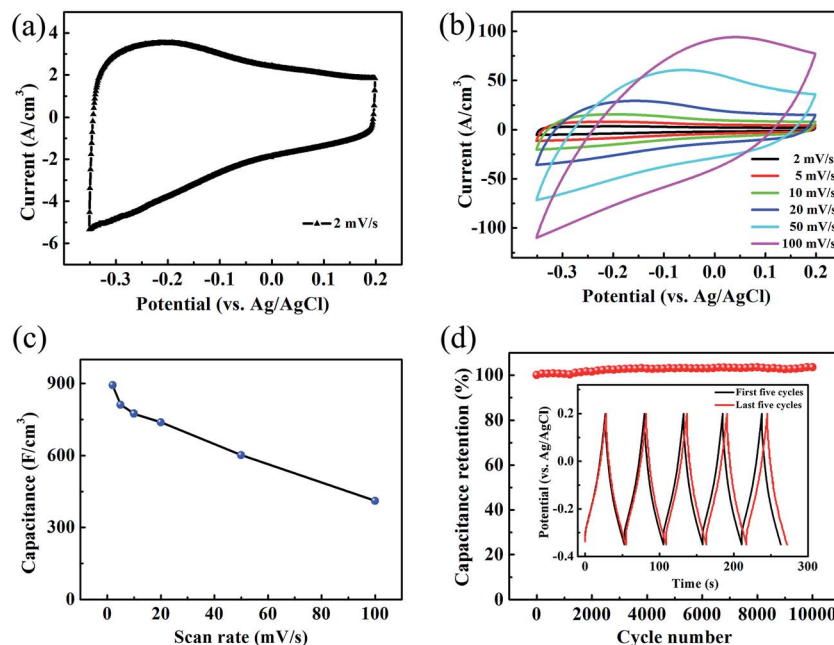 (a)
4
2
0
-2
-4
-6
Current (A/cm³)
2 mV/s
-0.3 -0.2 -0.1 0.0 0.1 0.2
Potential (vs. Ag/AgCl)
(b)
100
50
0
-50
-100
Current (A/cm³)
2 mV/s
5 mV/s
10 mV/s
20 mV/s
50 mV/s
100 mV/s
-0.3 -0.2 -0.1 0.0 0.1 0.2
Potential (vs. Ag/AgCl)
(c)
900
750
600
450
300
0
Capacitance (F/cm³)
0 20 40 60 80 100
Scan rate (mV/s)
(d)
100
80
60
40
20
0
Capacitance retention (%)
First five cycles
Last five cycles
0.2
0.0
-0.3
-0.4
Potential (vs. Ag/AgCl)
0 100 200 300
Time (s)
0 2000 4000 6000 8000 10000
Cycle number